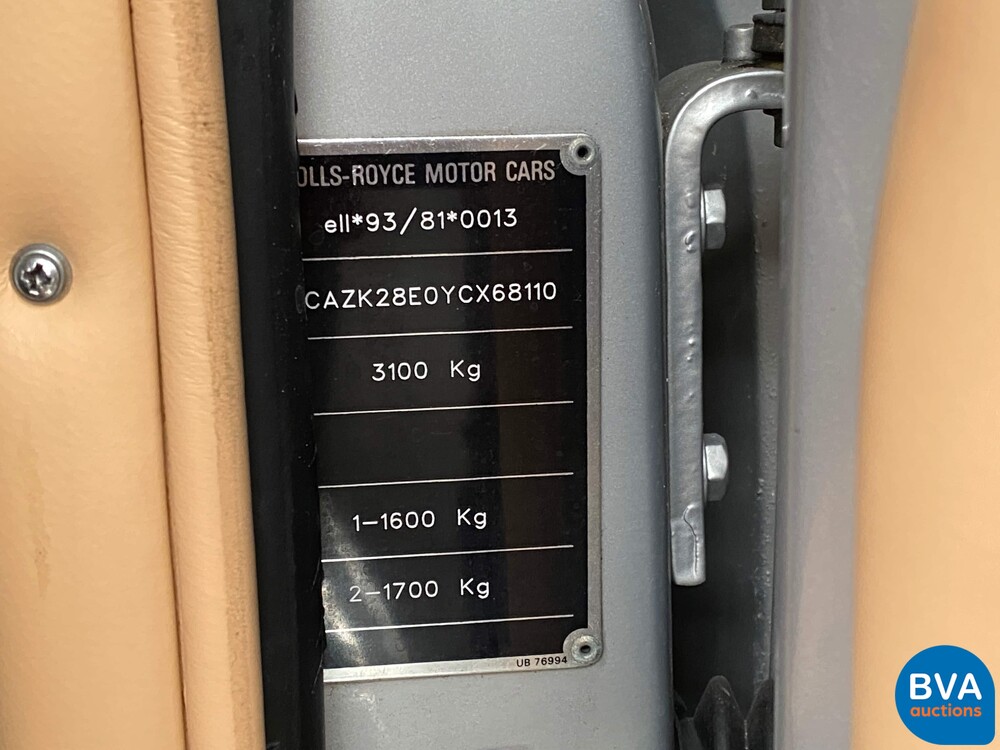 OLLS-ROYCE MOTOR CARS
e11*93/81*0013
CAZK28E0YCX68110
3100 Kg
1-1600 Kg
2-1700 Kg
UB 76994
BVA
auctions